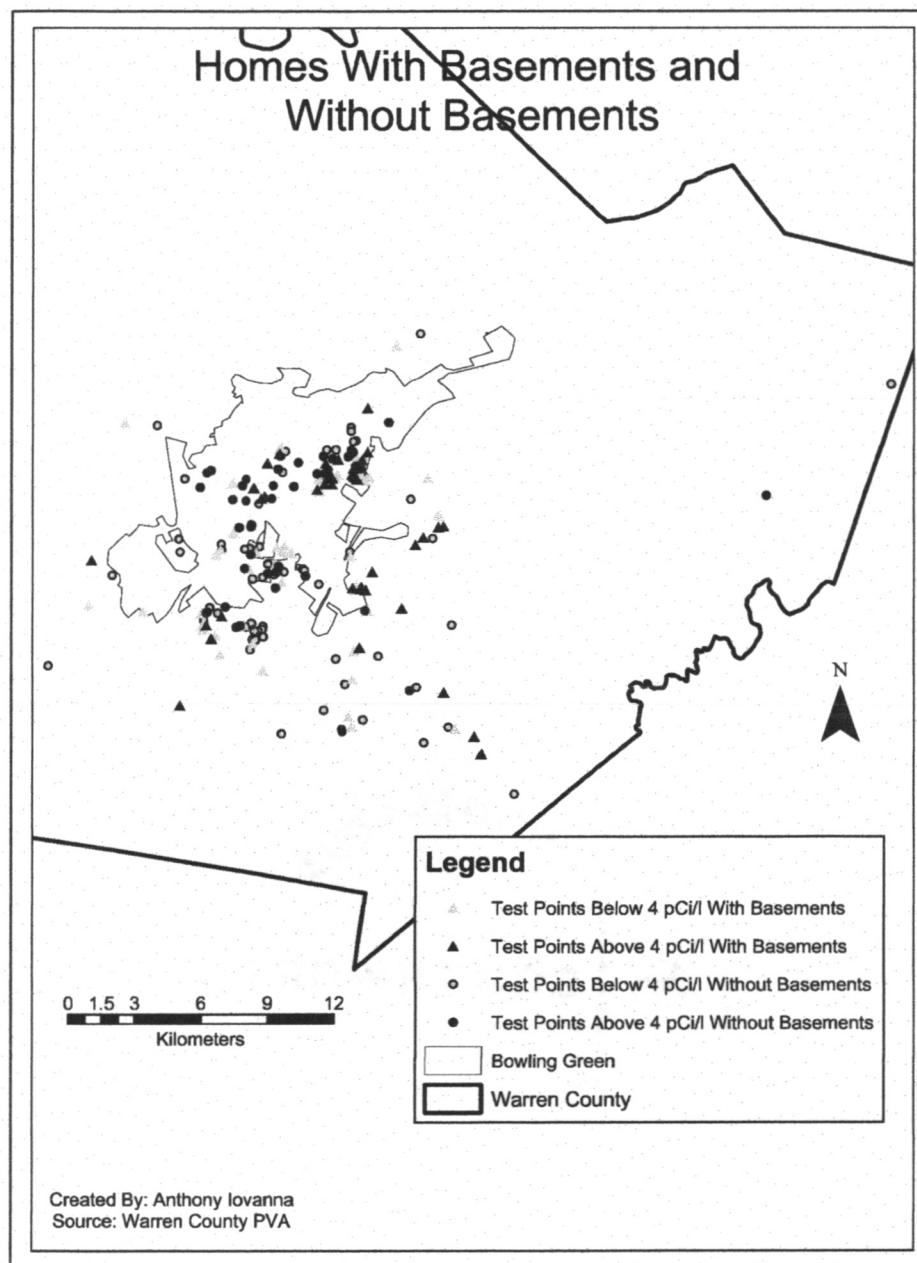 Homes With Basements and
Without Basements
N
Legend
Test Points Below 4 pCi/l With Basements
Test Points Above 4 pCi/l With Basements
Test Points Below 4 pCi/l Without Basements
Test Points Above 4 pCi/l Without Basements
Bowling Green
Warren County
0 1.5 3 6 9 12
Kilometers
Created By: Anthony Iovanna
Source: Warren County PVA